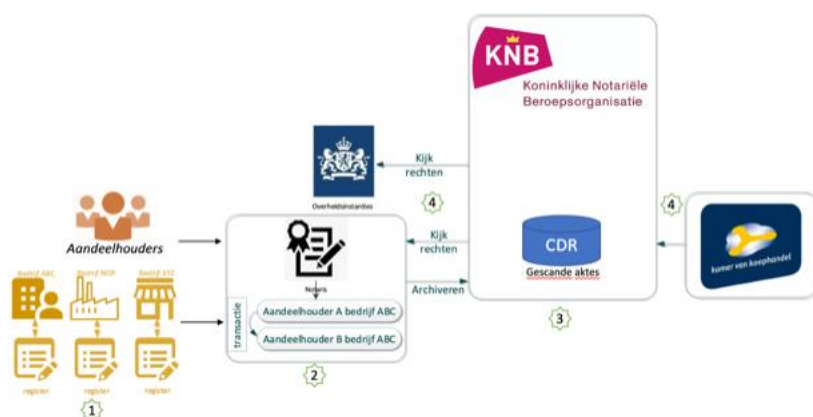 KNB
Koninklijke Notariële
Beroepsorganisatie
Kijk
rechten
4
Overheidsinstanties
4
Aandeelhouders
Kijk
rechten
CDR
Gescande aktes
kamer van koophandel
Bedrijf ABC
Bedrijf NOP
Bedrijf XYZ
Notaris
Archiveren
transactie
Aandeelhouder A bedrijf ABC
Aandeelhouder B bedrijf ABC
3
2
register
register
register
1